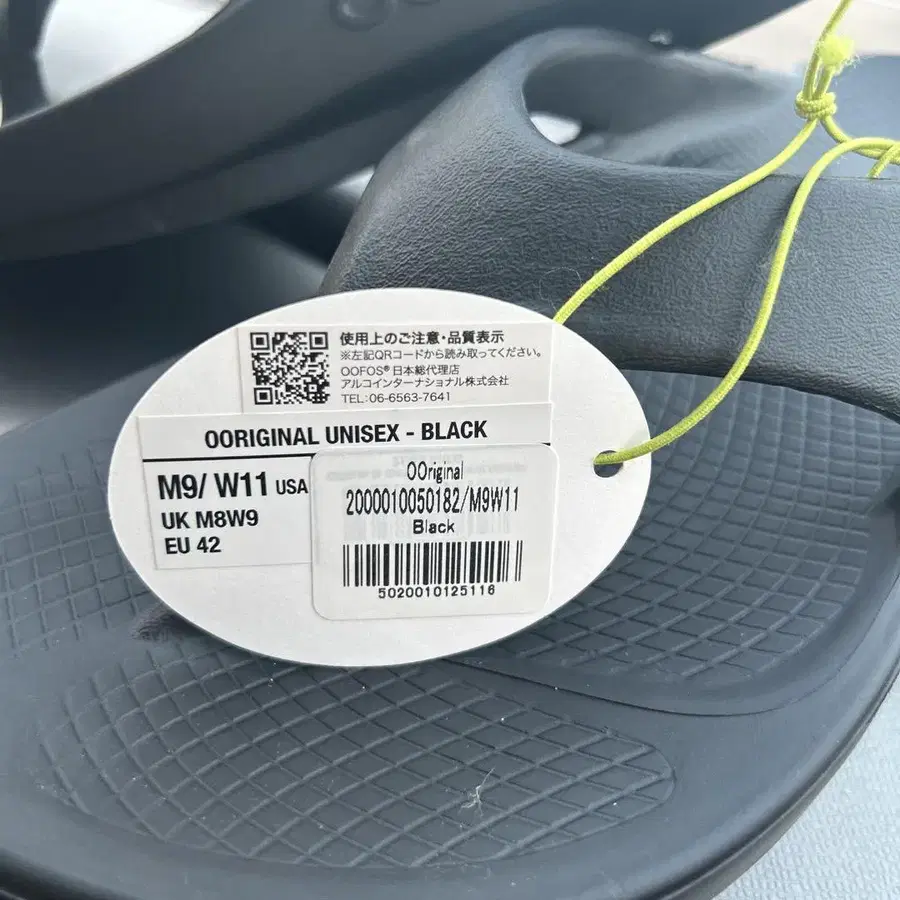 使用上のご注意・品質表示
※左記QRコードから読み取ってください。
OOFOS® 日本総代理店
アルコインターナショナル株式会社
TEL:06-6563-7641
OORIGINAL UNISEX - BLACK
M9/ W11 USA
UK M8W9
EU 42
OOriginal
2000010050182/M9W11
Black
5020010125116